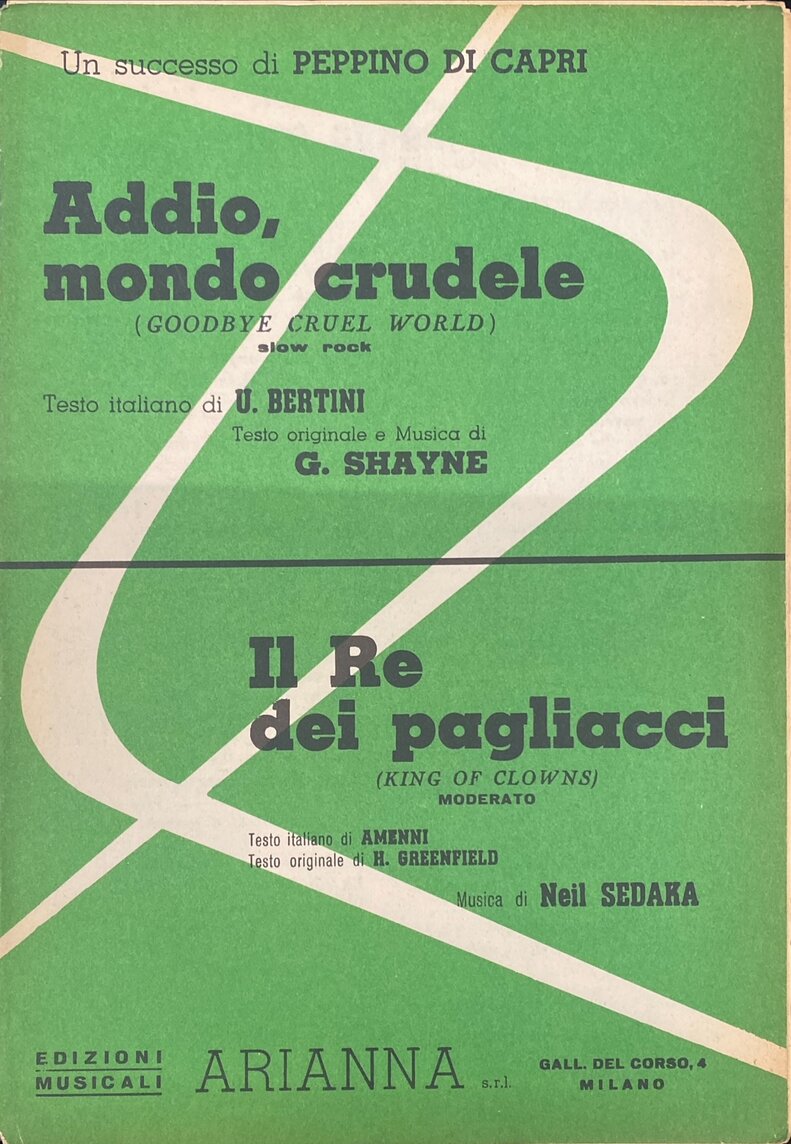 Un successo di PEPPINO DI CAPRI
Addio,
mondo crudele
(GOODBYE CRUEL WORLD)
slow rock
Testo italiano di U. BERTINI
Testo originale e Musica di
G. SHAYNE
Il Re
dei pagliacci
(KING OF CLOWNS)
MODERATO
Testo italiano di AMENNI
Testo originale di H. GREENFIELD
Musica di Neil SEDAKA
EDIZIONI
MUSICALI
ARIANNA s.r.l.
GALL. DEL CORSO, 4
MILANO